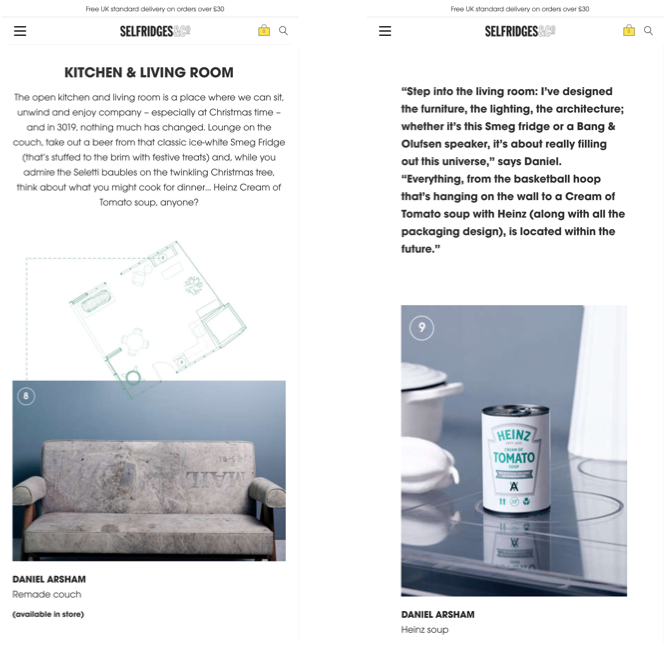 Free UK standard delivery on orders over £30
SELFRIDGES&Co
0
KITCHEN & LIVING ROOM
The open kitchen and living room is a place where we can sit,
unwind and enjoy company – especially at Christmas time –
and in 3019, nothing much has changed. Lounge on the
couch, take out a beer from that classic ice-white Smeg Fridge
(that's stuffed to the brim with festive treats) and, while you
admire the Seletti baubles on the twinkling Christmas tree,
think about what you might cook for dinner... Heinz Cream of
Tomato soup, anyone?
8
MAIL
DANIEL ARSHAM
Remade couch
(available in store)
Free UK standard delivery on orders over £30
SELFRIDGES&Co
0
“Step into the living room: I’ve designed
the furniture, the lighting, the architecture;
whether it’s this Smeg fridge or a Bang &
Olufsen speaker, it’s about really filling
out this universe,” says Daniel.
“Everything, from the basketball hoop
that’s hanging on the wall to a Cream of
Tomato soup with Heinz (along with all the
packaging design), is located within the
future.”
9
HEINZ
CREAM OF
TOMATO
SOUP
DANIEL ARSHAM
Heinz soup